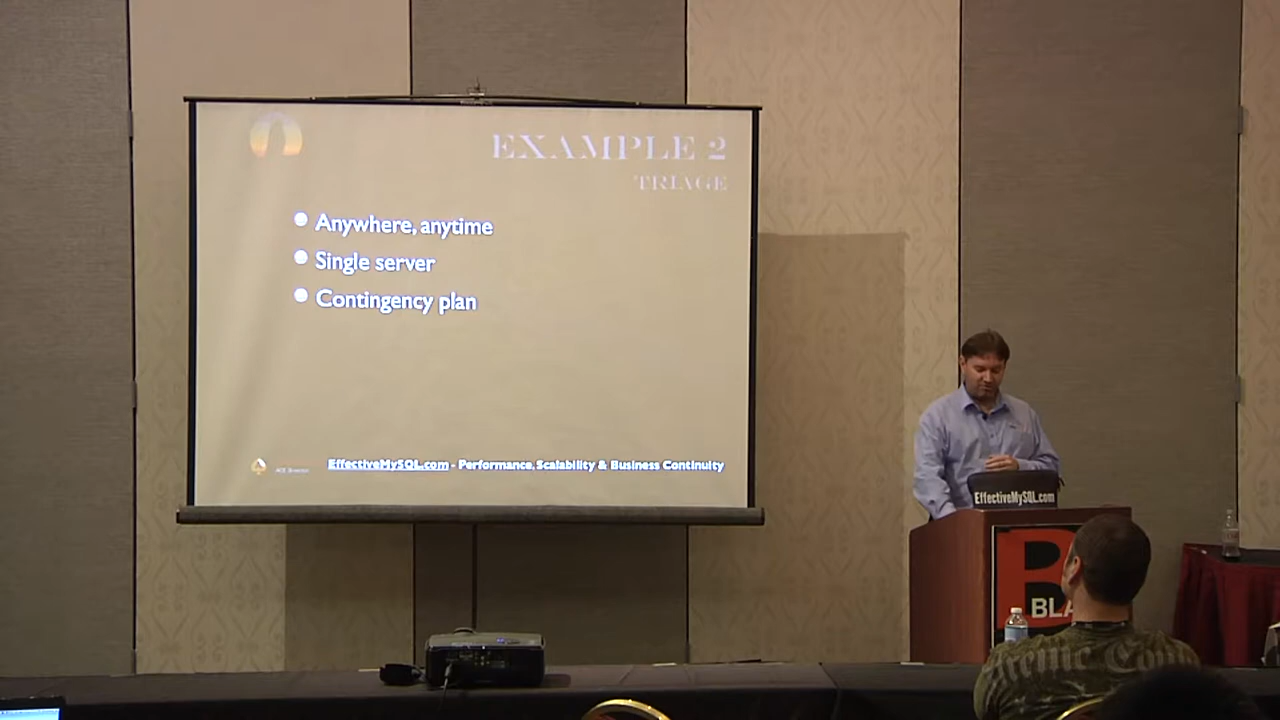 EXAMPLE 2
TRIAGE
Anywhere, anytime
Single server
Contingency plan
EffectiveMySQL.com - Performance, Scalability & Business Continuity
EffectiveMySQL.com
B
BLA